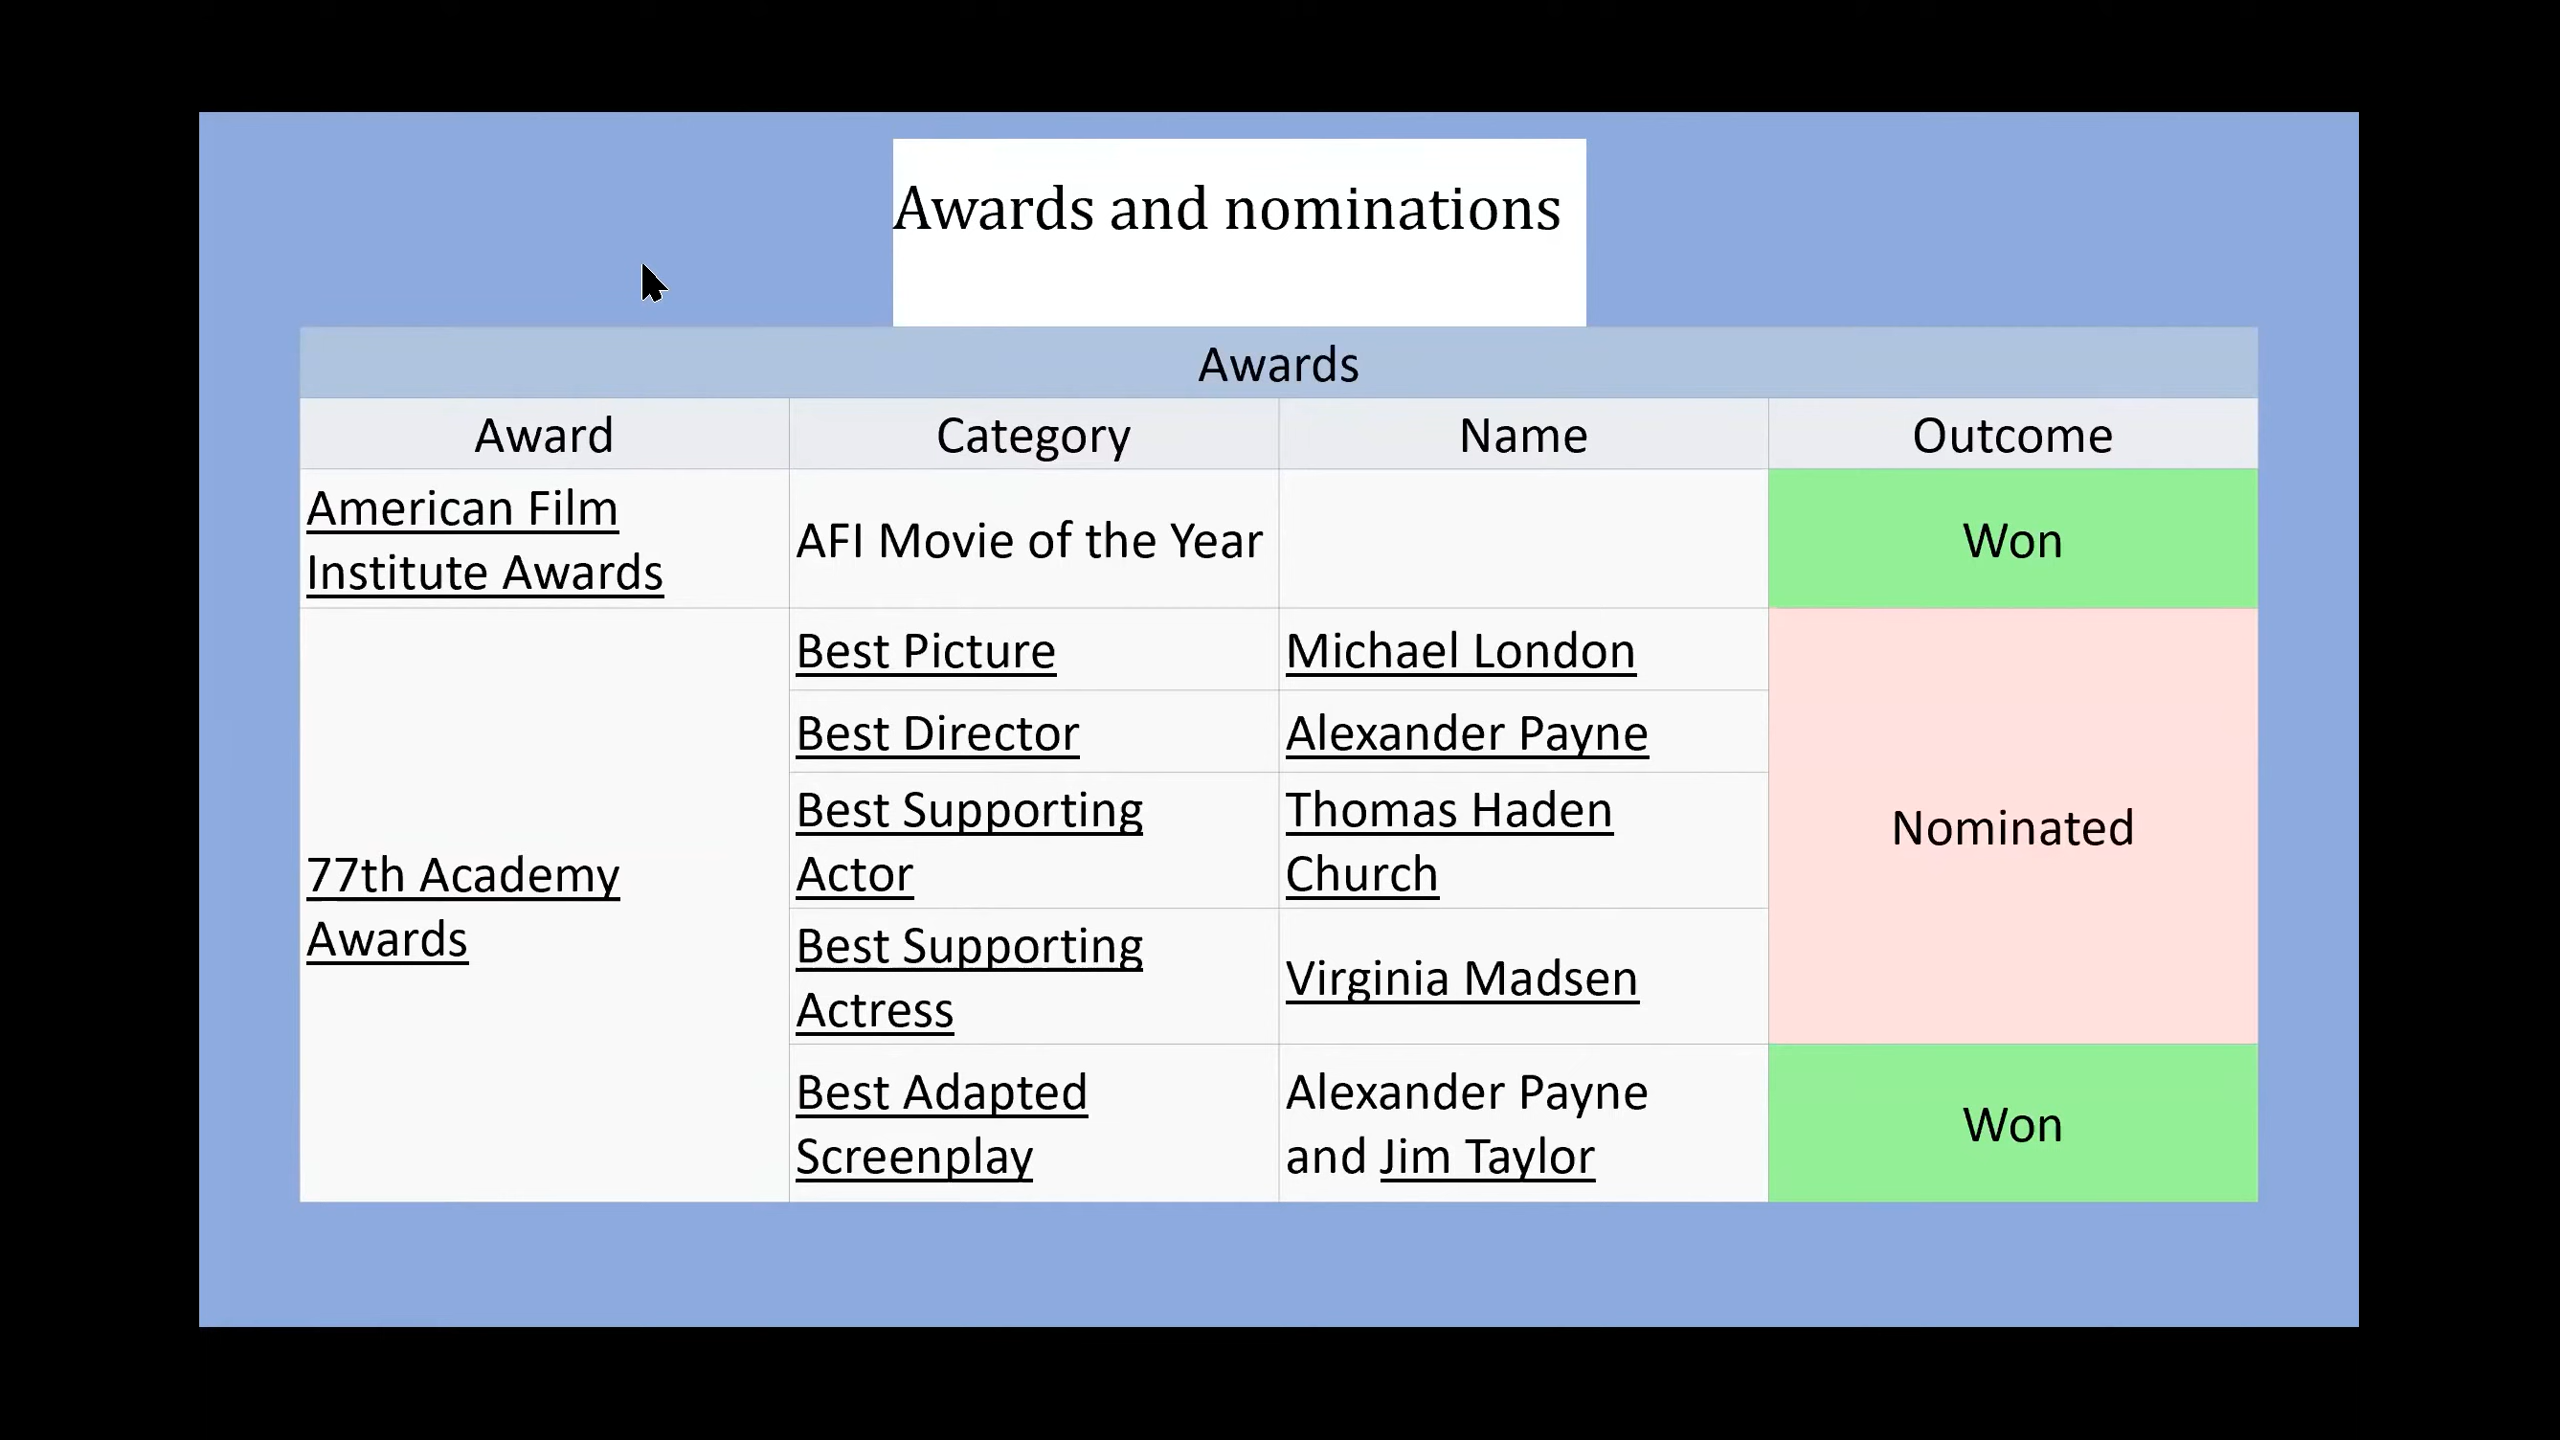 Awards and nominations
Awards
Award Category Name Outcome
American Film
Institute Awards
AFI Movie of the Year
Won
77th Academy
Awards
Best Picture
Michael London
Nominated
Best Director
Alexander Payne
Best Supporting
Actor
Thomas Haden
Church
Best Supporting
Actress
Virginia Madsen
Best Adapted
Screenplay
Alexander Payne
and Jim Taylor
Won